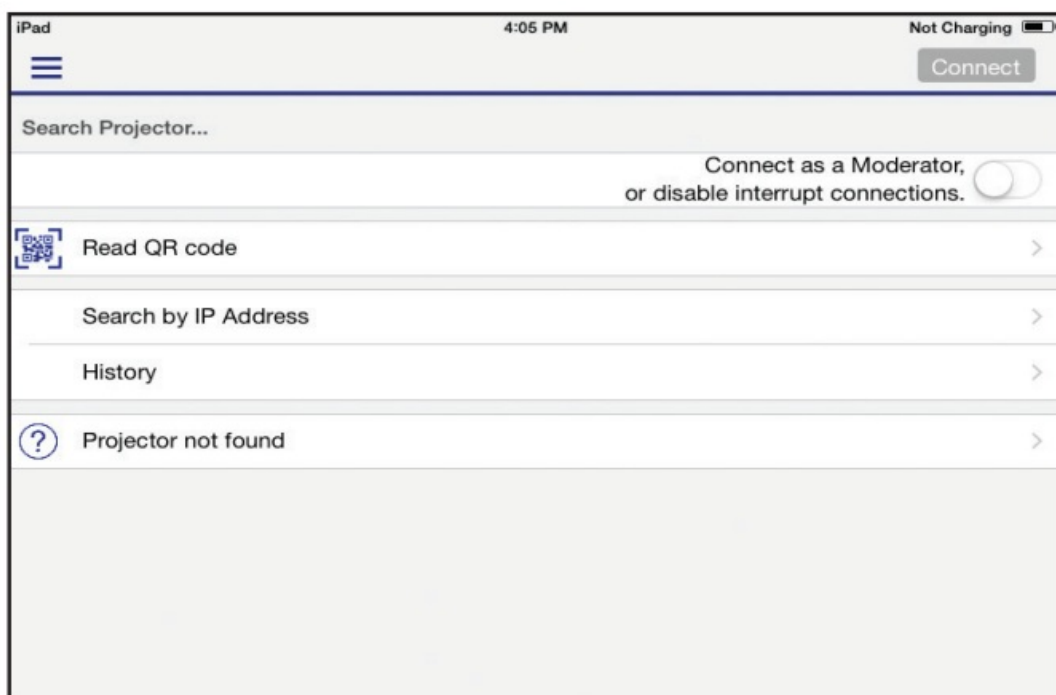 iPad 4:05 PM Not Charging
Connect
Search Projector...
Connect as a Moderator,
or disable interrupt connections.
Read QR code
Search by IP Address
History
Projector not found